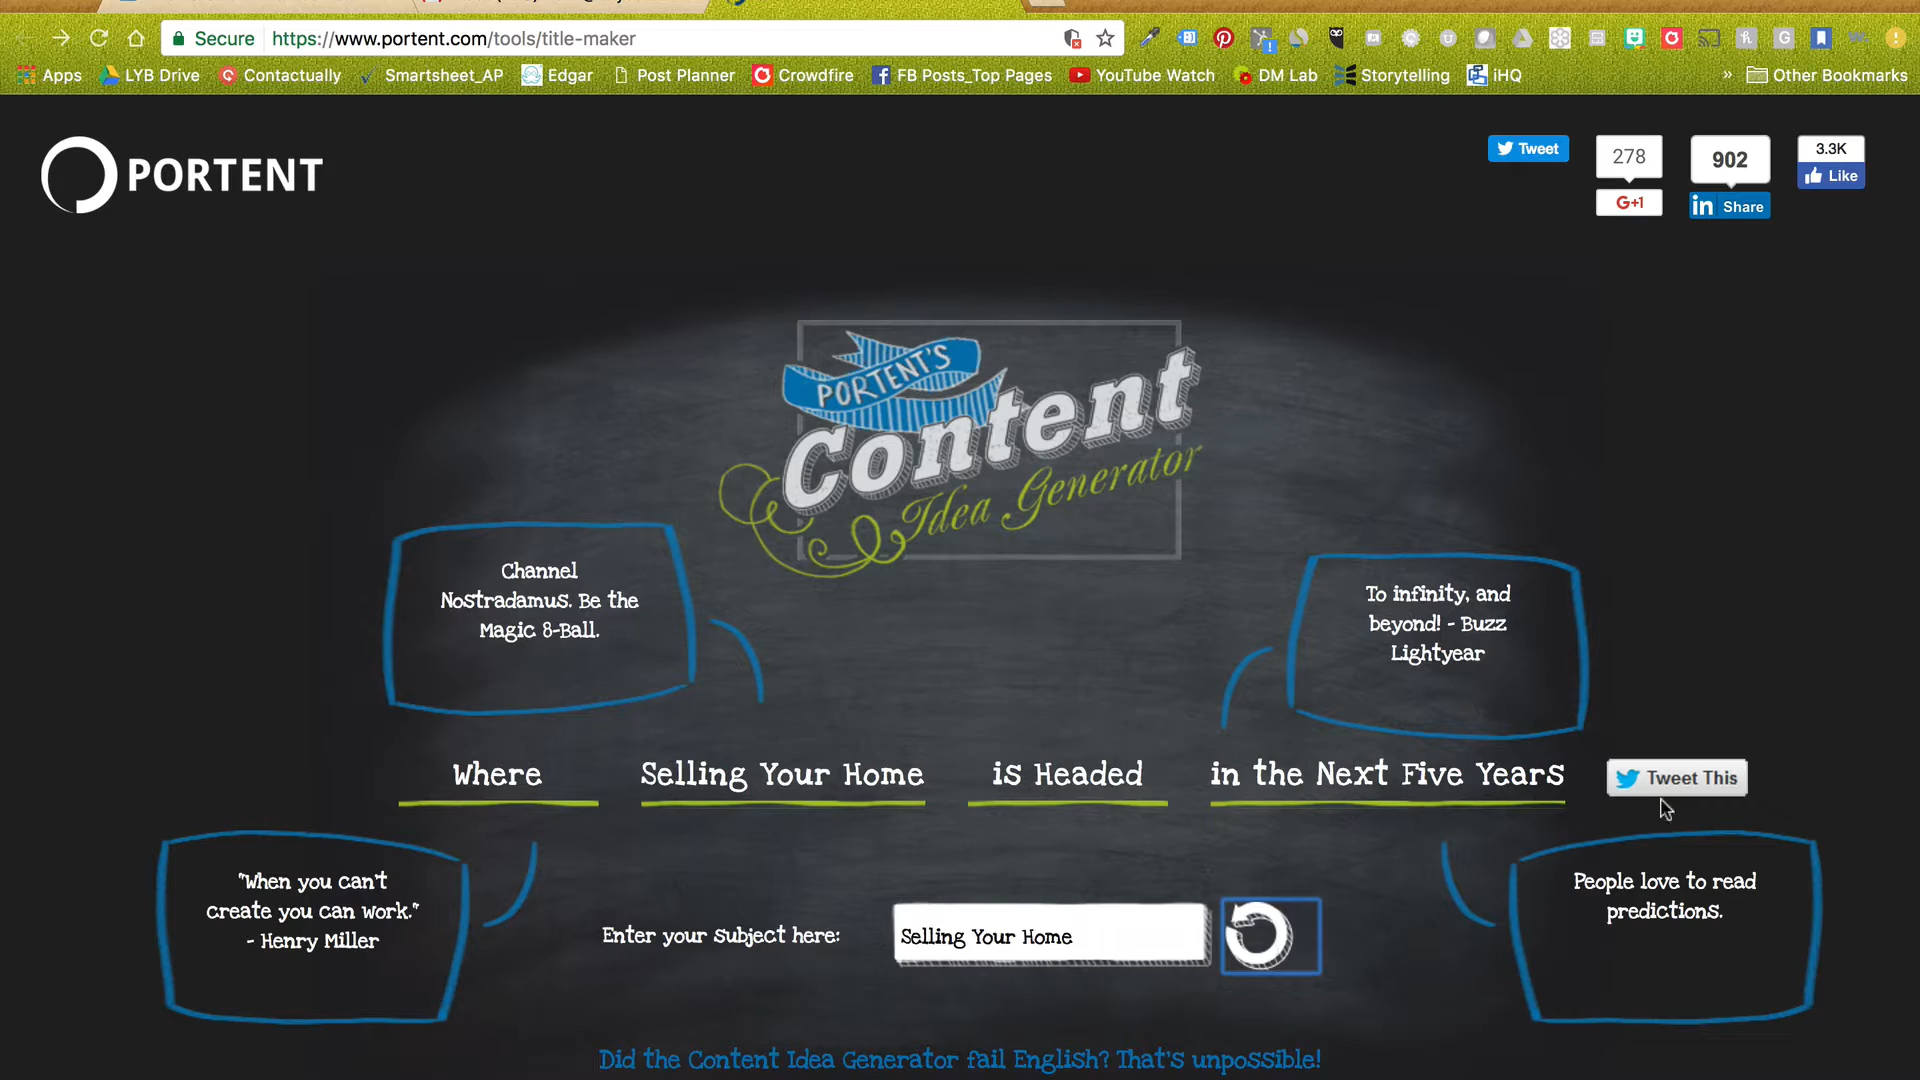 Secure https://www.portent.com/tools/title-maker
Apps LYB Drive Contactually Smartsheet_AP Edgar Post Planner Crowdfire FB Posts_Top Pages YouTube Watch DM Lab Storytelling iHQ » Other Bookmarks
PORTENT
Tweet
278
G+1
902
in Share
3.3K
Like
PORTENT'S
Content
Idea Generator
Channel
Nostradamus. Be the
Magic 8-Ball.
To infinity, and
beyond! - Buzz
Lightyear
Where Selling Your Home is Headed in the Next Five Years
Tweet This
"When you can't
create you can work."
- Henry Miller
People love to read
predictions.
Enter your subject here: Selling Your Home
Did the Content Idea Generator fail English? That's unpossible!